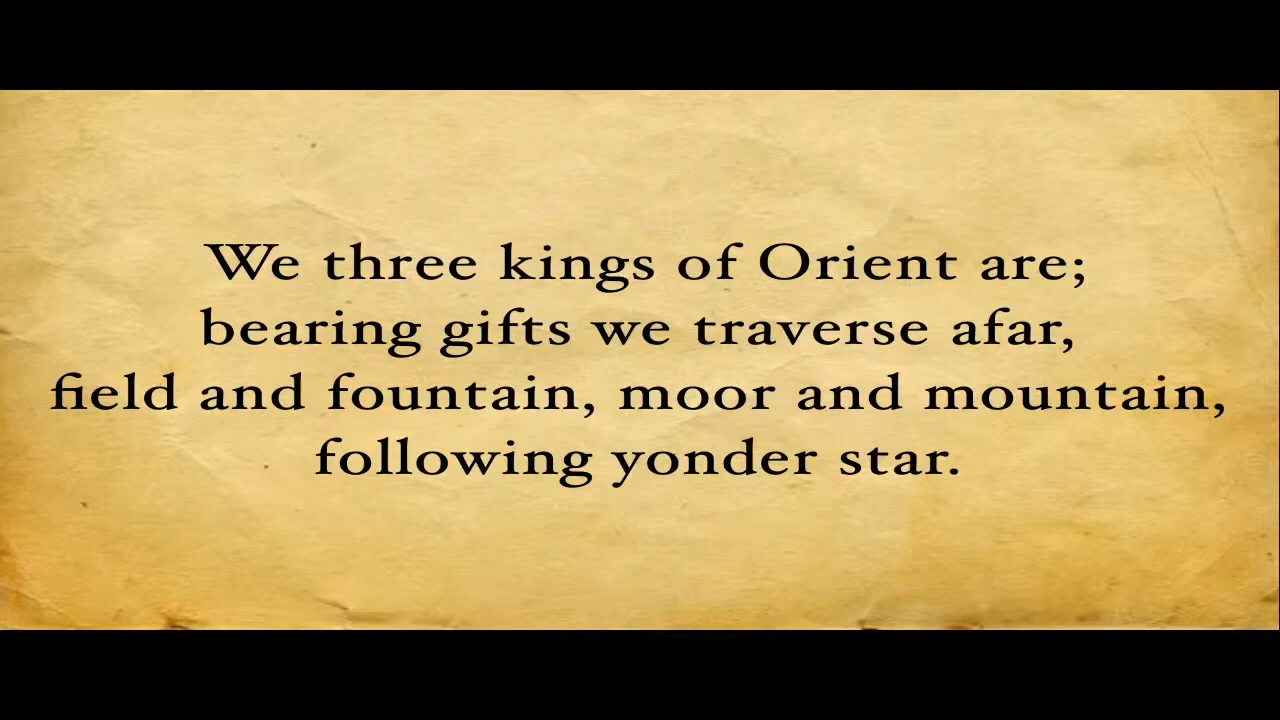 We three kings of Orient are;
bearing gifts we traverse afar,
field and fountain, moor and mountain,
following yonder star.